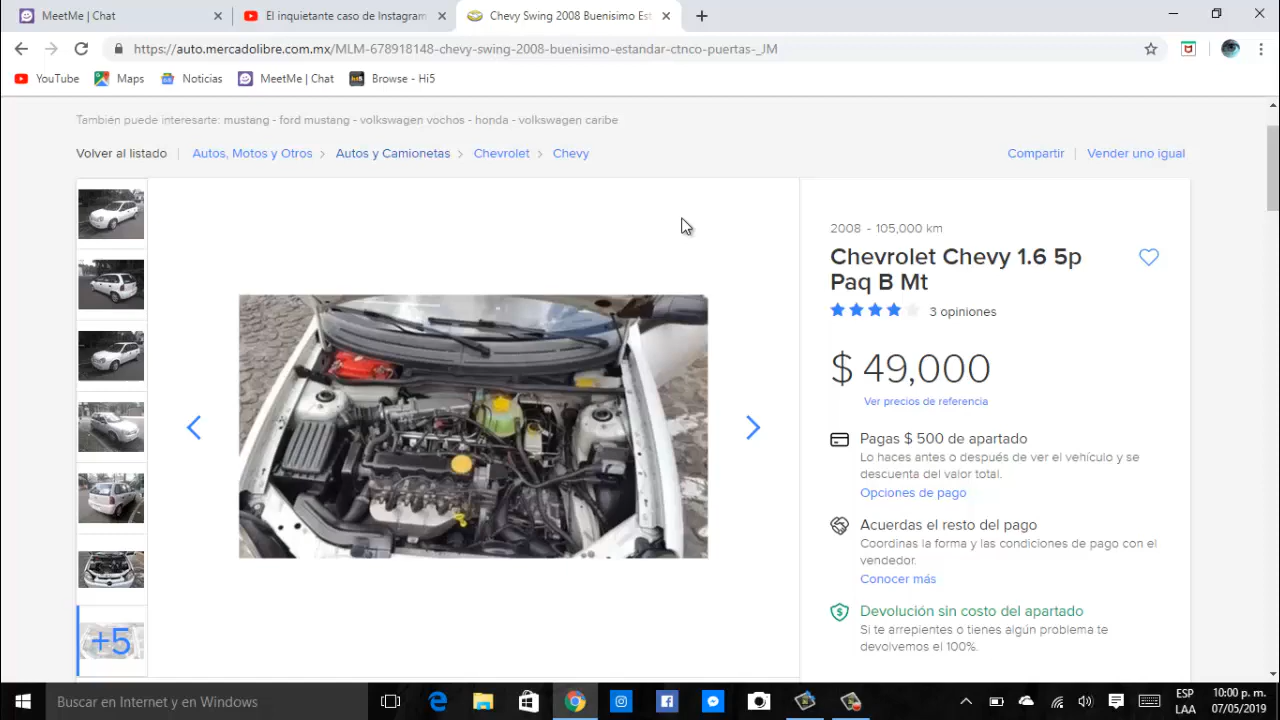 MeetMe | Chat
El inquietante caso de Instagram
Chevy Swing 2008 Buenisimo Est
https://auto.mercadolibre.com.mx/MLM-678918148-chevy-swing-2008-buenisimo-estandar-ctnco-puertas-_JM
YouTube
Maps
Noticias
MeetMe | Chat
Browse - Hi5
También puede interesarte: mustang - ford mustang - volkswagen vochos - honda - volkswagen caribe
Volver al listado
Autos, Motos y Otros
Autos y Camionetas
Chevrolet
Chevy
Compartir
Vender uno igual
2008 - 105,000 km
Chevrolet Chevy 1.6 5p
Paq B Mt
3 opiniones
$ 49,000
Ver precios de referencia
Pagas $ 500 de apartado
Lo haces antes o después de ver el vehículo y se
descuenta del valor total.
Opciones de pago
Acuerdas el resto del pago
Coordinas la forma y las condiciones de pago con el
vendedor.
Conocer más
Devolución sin costo del apartado
Si te arrepientes o tienes algún problema te
devolvemos el 100%.
+5
Buscar en Internet y en Windows
ESP
LAA
10:00 p. m.
07/05/2019